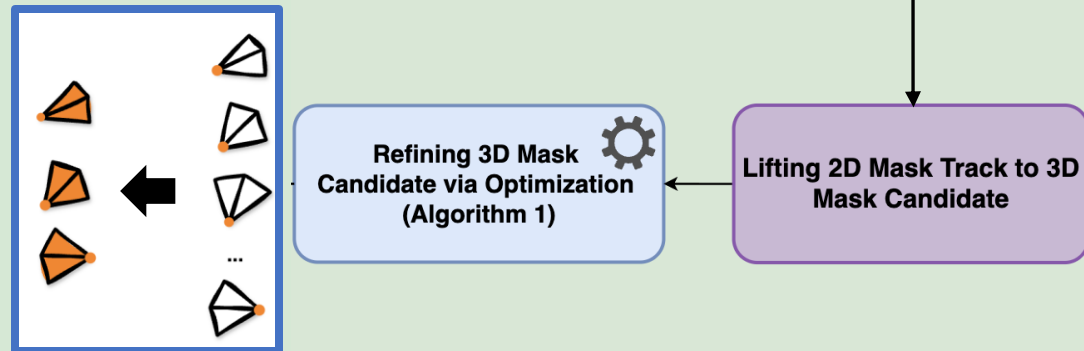 ...
Refining 3D Mask
Candidate via Optimization
(Algorithm 1)
Lifting 2D Mask Track to 3D
Mask Candidate